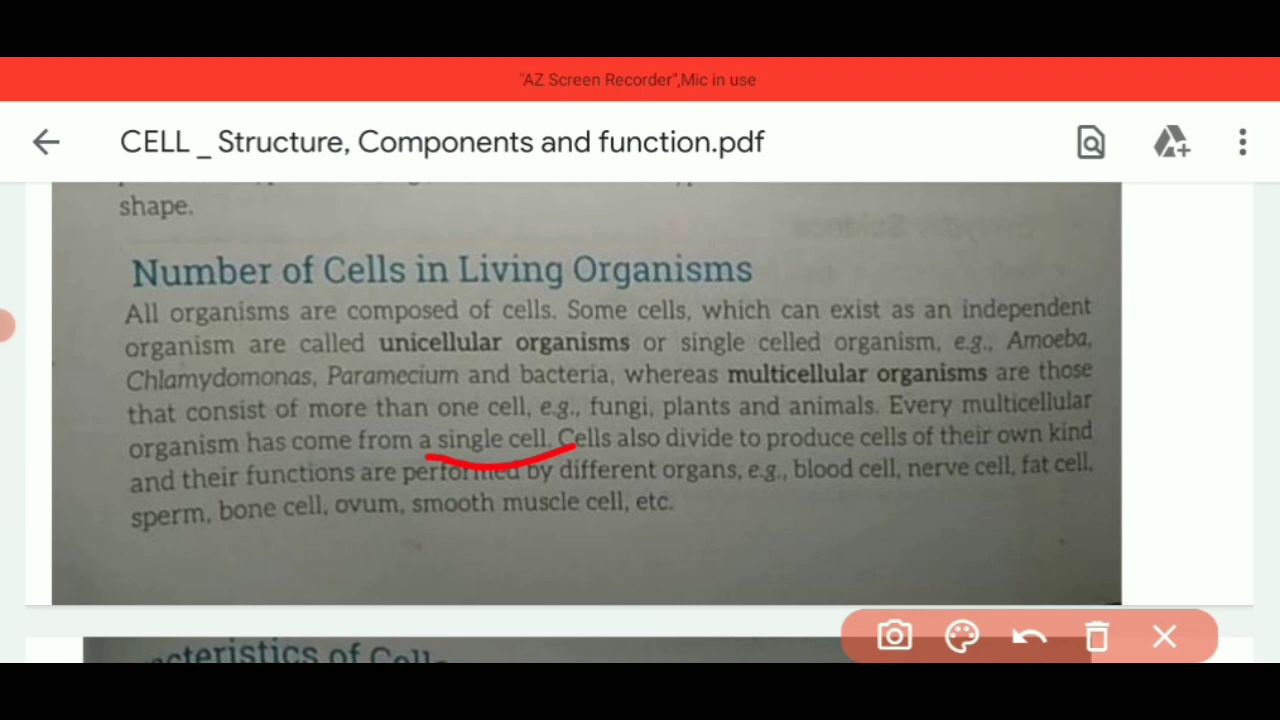 "AZ Screen Recorder",Mic in use
CELL _ Structure, Components and function.pdf
shape.
Number of Cells in Living Organisms
All organisms are composed of cells. Some cells, which can exist as an independent
organism are called unicellular organisms or single celled organism, e.g., Amoeba,
Chlamydomonas, Paramecium and bacteria, whereas multicellular organisms are those
that consist of more than one cell, e.g., fungi, plants and animals. Every multicellular
organism has come from a single cell. Cells also divide to produce cells of their own kind
and their functions are performed by different organs, e.g., blood cell, nerve cell, fat cell,
sperm, bone cell, ovum, smooth muscle cell, etc.
of